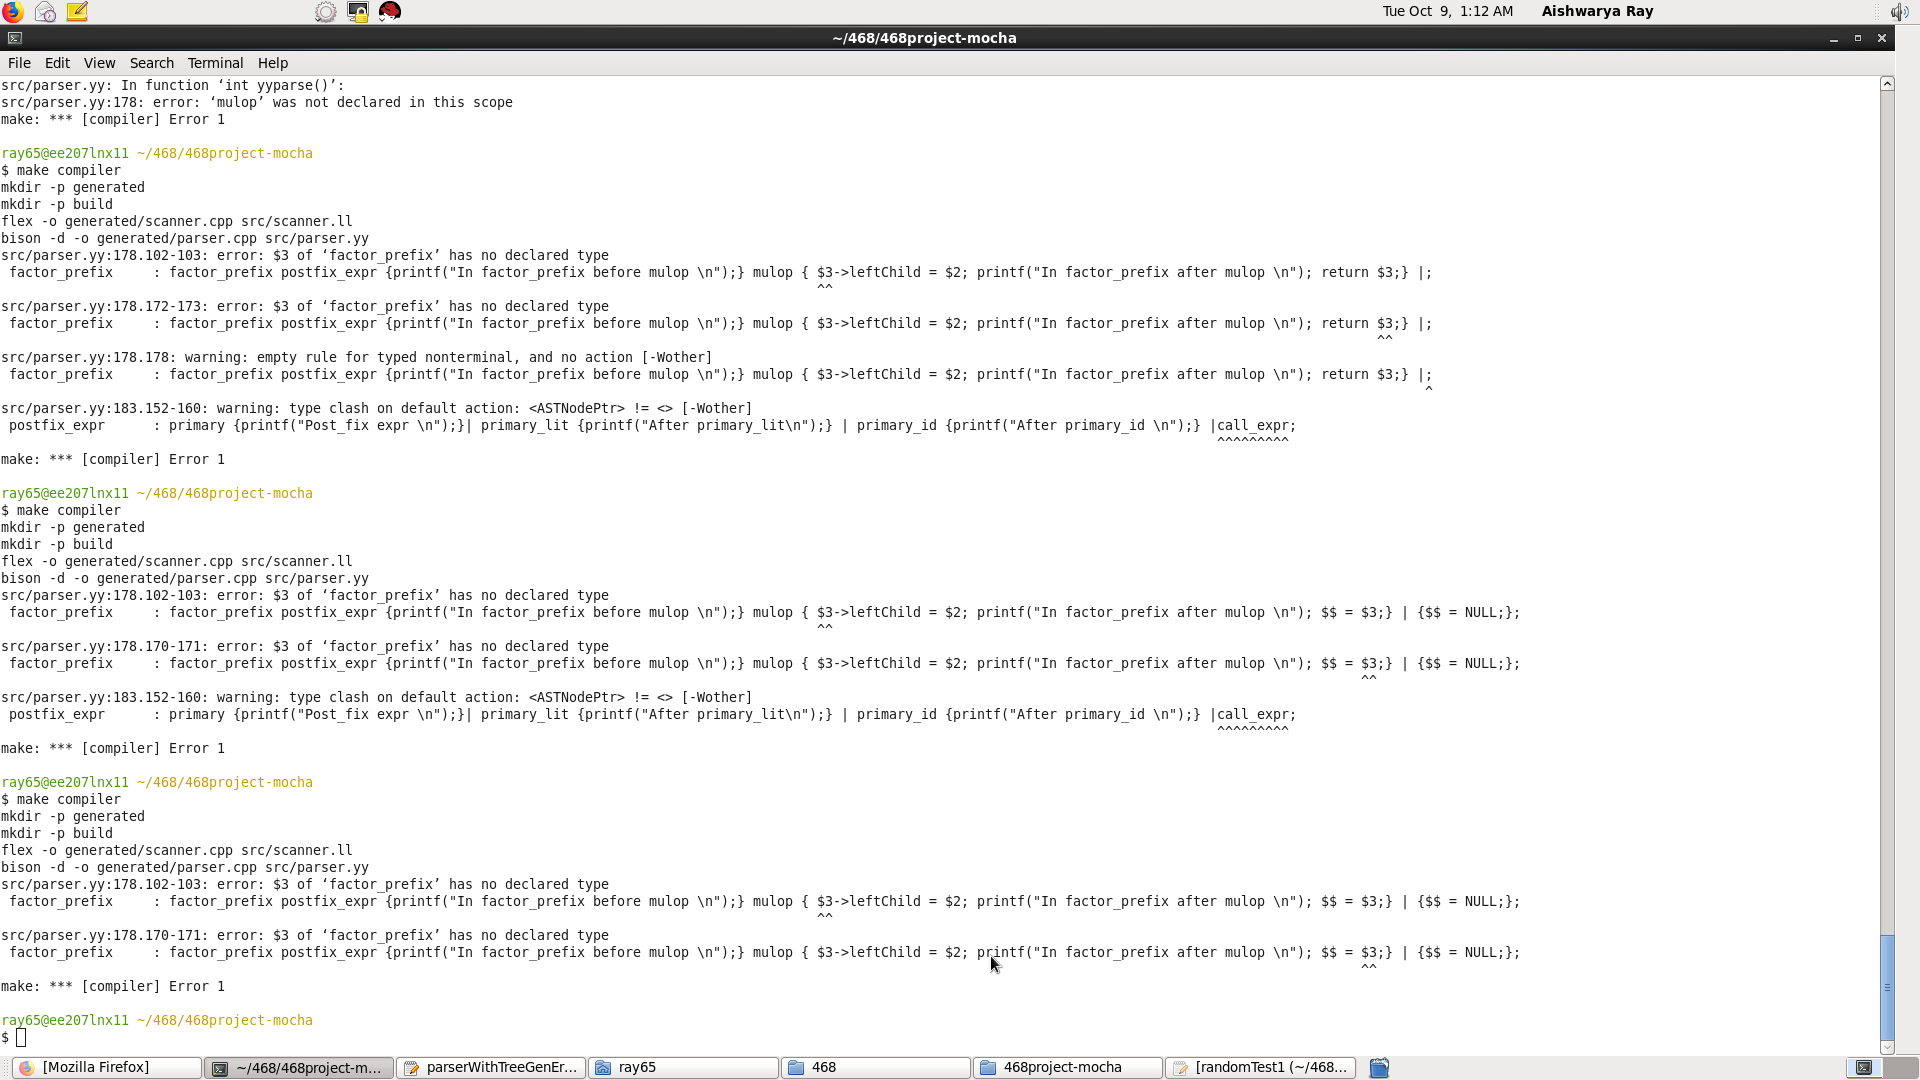 Tue Oct 9, 1:12 AM Aishwarya Ray
~/468/468project-mocha
File Edit View Search Terminal Help
src/parser.yy: In function ‘int yyparse()’:
src/parser.yy:178: error: ‘mulop’ was not declared in this scope
make: *** [compiler] Error 1
ray65@ee207lnx11 ~/468/468project-mocha
$ make compiler
mkdir -p generated
mkdir -p build
flex -o generated/scanner.cpp src/scanner.ll
bison -d -o generated/parser.cpp src/parser.yy
src/parser.yy:178.102-103: error: $3 of ‘factor_prefix’ has no declared type
factor_prefix : factor_prefix postfix_expr {printf("In factor_prefix before mulop \n");} mulop { $3->leftChild = $2; printf("In factor_prefix after mulop \n"); return $3;} |;
^^
src/parser.yy:178.172-173: error: $3 of ‘factor_prefix’ has no declared type
factor_prefix : factor_prefix postfix_expr {printf("In factor_prefix before mulop \n");} mulop { $3->leftChild = $2; printf("In factor_prefix after mulop \n"); return $3;} |;
^^
src/parser.yy:178.178: warning: empty rule for typed nonterminal, and no action [-Wother]
factor_prefix : factor_prefix postfix_expr {printf("In factor_prefix before mulop \n");} mulop { $3->leftChild = $2; printf("In factor_prefix after mulop \n"); return $3;} |;
^
src/parser.yy:183.152-160: warning: type clash on default action: <ASTNodePtr> != <> [-Wother]
postfix_expr : primary {printf("Post_fix expr \n");}| primary_lit {printf("After primary_lit\n");} | primary_id {printf("After primary_id \n");} |call_expr;
^^^^^^^^^
make: *** [compiler] Error 1
ray65@ee207lnx11 ~/468/468project-mocha
$ make compiler
mkdir -p generated
mkdir -p build
flex -o generated/scanner.cpp src/scanner.ll
bison -d -o generated/parser.cpp src/parser.yy
src/parser.yy:178.102-103: error: $3 of ‘factor_prefix’ has no declared type
factor_prefix : factor_prefix postfix_expr {printf("In factor_prefix before mulop \n");} mulop { $3->leftChild = $2; printf("In factor_prefix after mulop \n"); $$ = $3;} | {$$ = NULL;};
^^
src/parser.yy:178.170-171: error: $3 of ‘factor_prefix’ has no declared type
factor_prefix : factor_prefix postfix_expr {printf("In factor_prefix before mulop \n");} mulop { $3->leftChild = $2; printf("In factor_prefix after mulop \n"); $$ = $3;} | {$$ = NULL;};
^^
src/parser.yy:183.152-160: warning: type clash on default action: <ASTNodePtr> != <> [-Wother]
postfix_expr : primary {printf("Post_fix expr \n");}| primary_lit {printf("After primary_lit\n");} | primary_id {printf("After primary_id \n");} |call_expr;
^^^^^^^^^
make: *** [compiler] Error 1
ray65@ee207lnx11 ~/468/468project-mocha
$ make compiler
mkdir -p generated
mkdir -p build
flex -o generated/scanner.cpp src/scanner.ll
bison -d -o generated/parser.cpp src/parser.yy
src/parser.yy:178.102-103: error: $3 of ‘factor_prefix’ has no declared type
factor_prefix : factor_prefix postfix_expr {printf("In factor_prefix before mulop \n");} mulop { $3->leftChild = $2; printf("In factor_prefix after mulop \n"); $$ = $3;} | {$$ = NULL;};
^^
src/parser.yy:178.170-171: error: $3 of ‘factor_prefix’ has no declared type
factor_prefix : factor_prefix postfix_expr {printf("In factor_prefix before mulop \n");} mulop { $3->leftChild = $2; printf("In factor_prefix after mulop \n"); $$ = $3;} | {$$ = NULL;};
^^
make: *** [compiler] Error 1
ray65@ee207lnx11 ~/468/468project-mocha
$
[Mozilla Firefox] ~/468/468project-m... parserWithTreeGenEr... ray65 468 468project-mocha [randomTest1 (~/468...